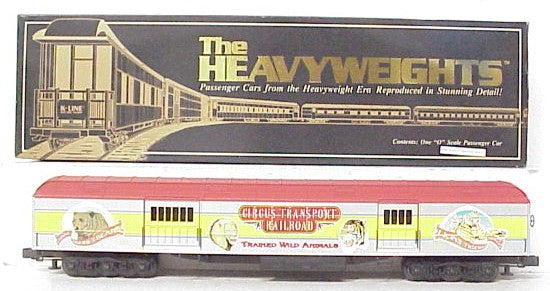 The
HEAVYWEIGHTS™
Passenger Cars from the Heavyweight Era Reproduced in Stunning Detail!
K-LINE
Contents: One "O" Scale Passenger Car
CIRCUS TRANSPORT
RAILROAD
TRAINED WILD ANIMALS